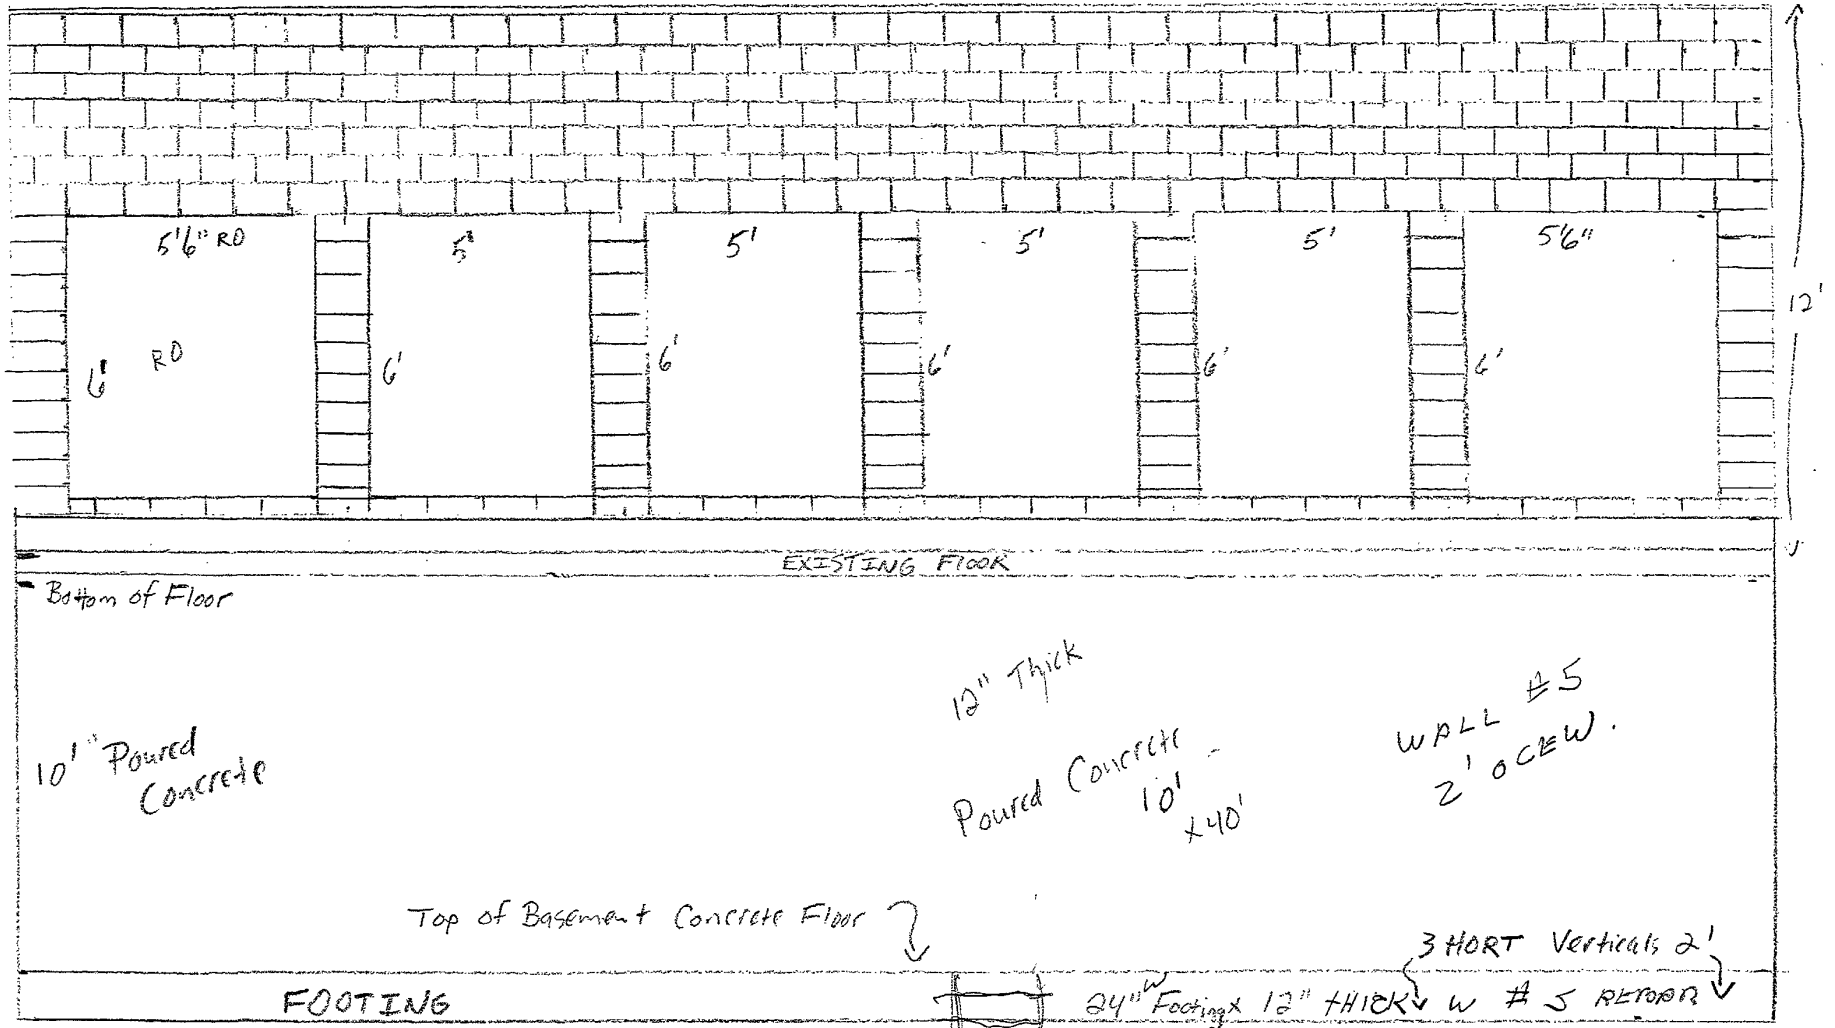 5'6" RO
5'
5'
5'
5'
5'6"
12'
6'
RO
6'
6'
6'
6'
6'
EXISTING FLOOR
Bottom of Floor
10' Poured
Concrete
12" Thick
Poured Concrete
10'
x40'
WALL #5
2' OCEW.
Top of Basement Concrete Floor
3 HORT Verticals 2'
FOOTING
24" W Footing x 12" THICK W # 5